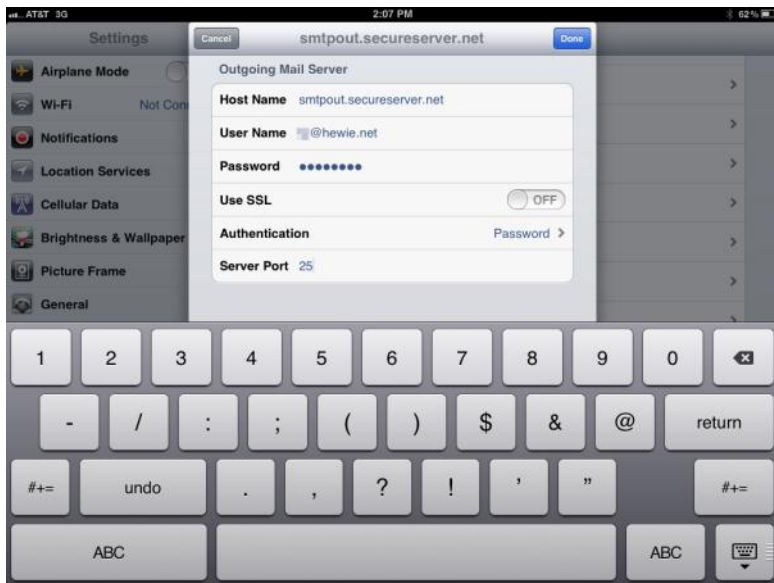 AT&T 3G 2:07 PM 62%
Settings
Cancel smtpout.secureserver.net Done
Outgoing Mail Server
Airplane Mode
Wi-Fi Not Con
Notifications
Location Services
Cellular Data
Brightness & Wallpaper
Picture Frame
General
Host Name smtpout.secureserver.net
User Name @hewie.net
Password ••••••••
Use SSL OFF
Authentication Password >
Server Port 25
1 2 3 4 5 6 7 8 9 0
- / : ; ( ) $ & @ return
#+= undo . , ? ! ' " #+=
ABC ABC